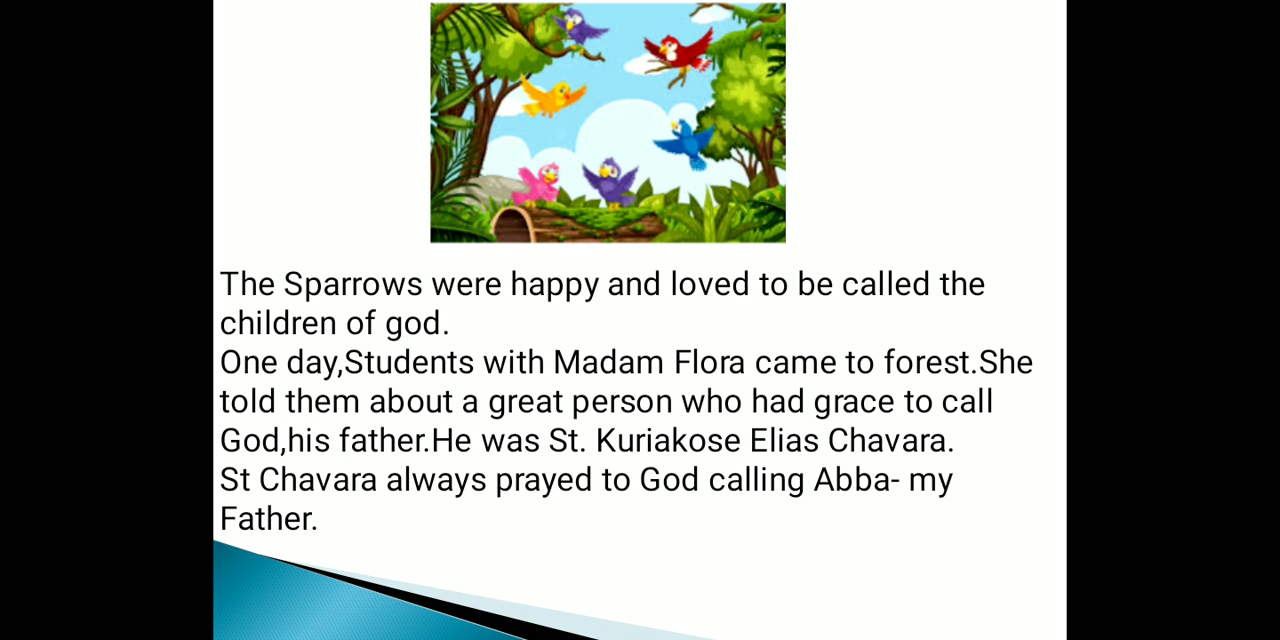 The Sparrows were happy and loved to be called the
children of god.
One day,Students with Madam Flora came to forest.She
told them about a great person who had grace to call
God,his father.He was St. Kuriakose Elias Chavara.
St Chavara always prayed to God calling Abba- my
Father.